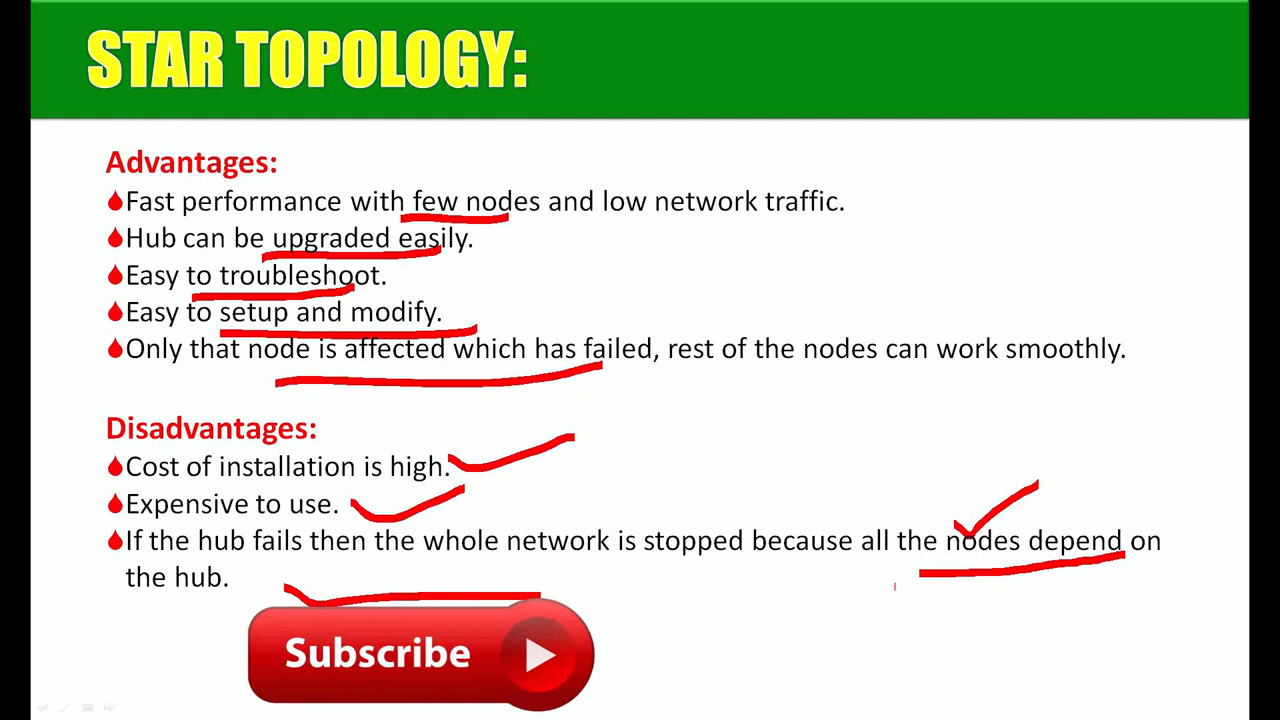 STAR TOPOLOGY:
Advantages:
Fast performance with few nodes and low network traffic.
Hub can be upgraded easily.
Easy to troubleshoot.
Easy to setup and modify.
Only that node is affected which has failed, rest of the nodes can work smoothly.
Disadvantages:
Cost of installation is high.
Expensive to use.
If the hub fails then the whole network is stopped because all the nodes depend on
the hub.
Subscribe